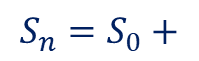 Sₙ = S₀ +